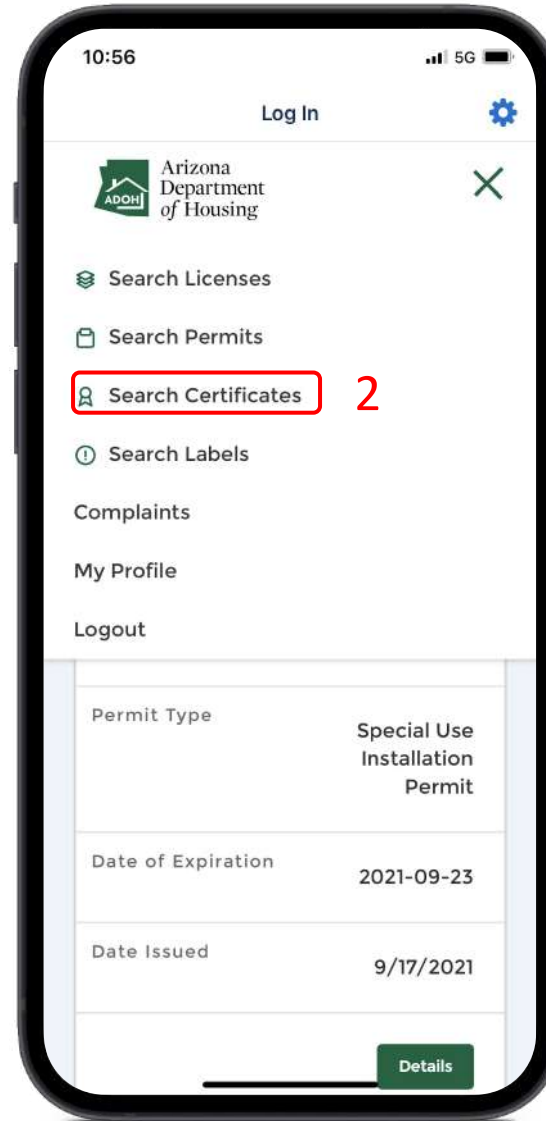 10:56 5G
Log In
ADOH
Arizona
Department
of Housing
Search Licenses
Search Permits
Search Certificates 2
Search Labels
Complaints
My Profile
Logout
Permit Type
Special Use
Installation
Permit
Date of Expiration
2021-09-23
Date Issued
9/17/2021
Details